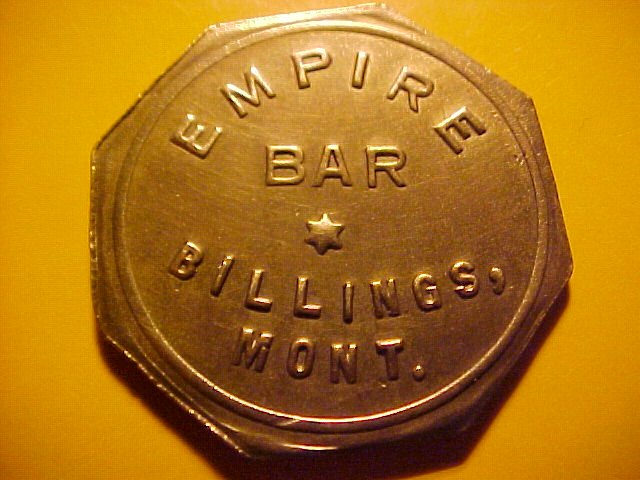 EMPIRE
BAR
BILLINGS,
MONT.